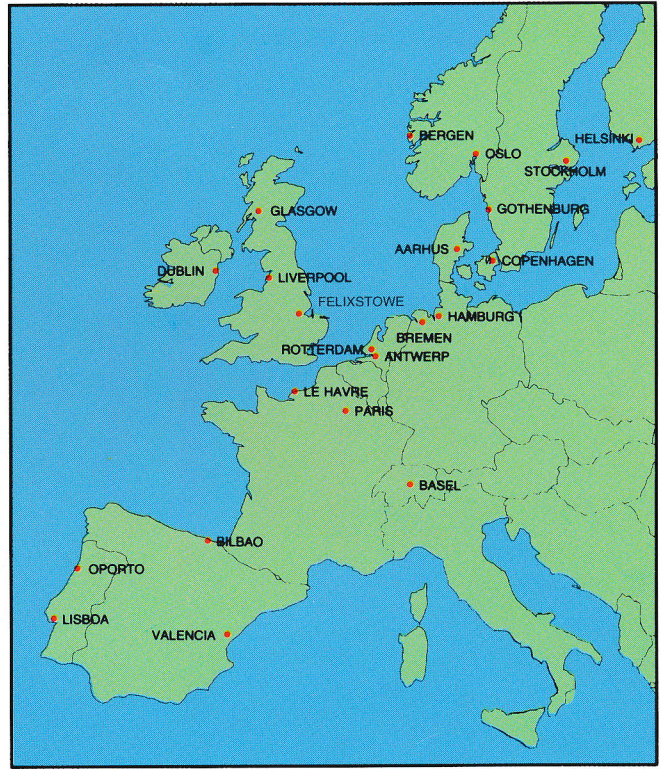 BERGEN
HELSINKI
OSLO
STOCKHOLM
GLASGOW
GOTHENBURG
AARHUS
COPENHAGEN
DUBLIN
LIVERPOOL
FELIXSTOWE
HAMBURG
BREMEN
ROTTERDAM
ANTWERP
LE HAVRE
PARIS
BASEL
BILBAO
OPORTO
LISBOA
VALENCIA